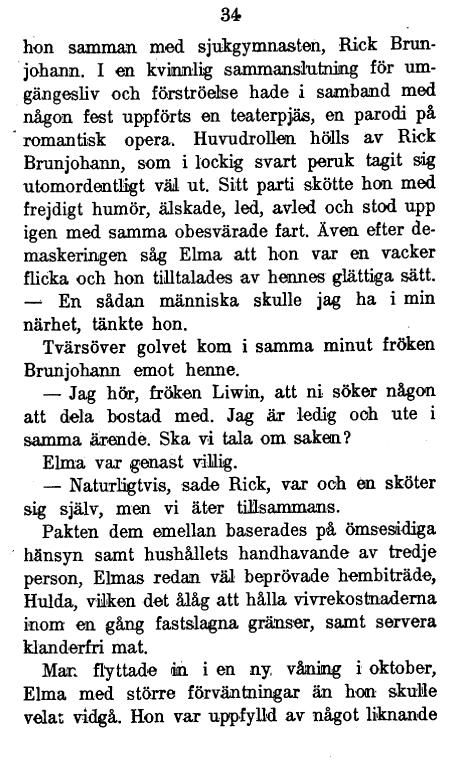 34
hon samman med sjukgymnasten, Rick Brun-
johann. I en kvinnlig sammanslutning för um-
gängesliv och förströelse hade i samband med
någon fest uppförts en teaterpjäs, en parodi på
romantisk opera. Huvudrollen hölls av Rick
Brunjohann, som i lockig svart peruk tagit sig
utomordentligt väl ut. Sitt parti skötte hon med
frejdigt humör, älskade, led, avled och stod upp
igen med samma obesvärade fart. Även efter de-
maskeringen såg Elma att hon var en vacker
flicka och hon tilltalades av hennes glättiga sätt.
— En sådan människa skulle jag ha i min
närhet, tänkte hon.
Tvärsöver golvet kom i samma minut fröken
Brunjohann emot henne.
— Jag hör, fröken Liwin, att ni söker någon
att dela bostad med. Jag är ledig och ute i
samma ärende. Ska vi tala om saken?
Elma var genast villig.
— Naturligtvis, sade Rick, var och en sköter
sig själv, men vi äter tillsammans.
Pakten dem emellan baserades på ömsesidiga
hänsyn samt hushållets handhavande av tredje
person, Elmas redan väl beprövade hembiträde,
Hulda, vilken det ålåg att hålla vivrekostnaderna
inom en gång fastslagna gränser, samt servera
klanderfri mat.
Man flyttade in i en ny våning i oktober,
Elma med större förväntningar än hon skulle
velat vidgå. Hon var uppfylld av något liknande